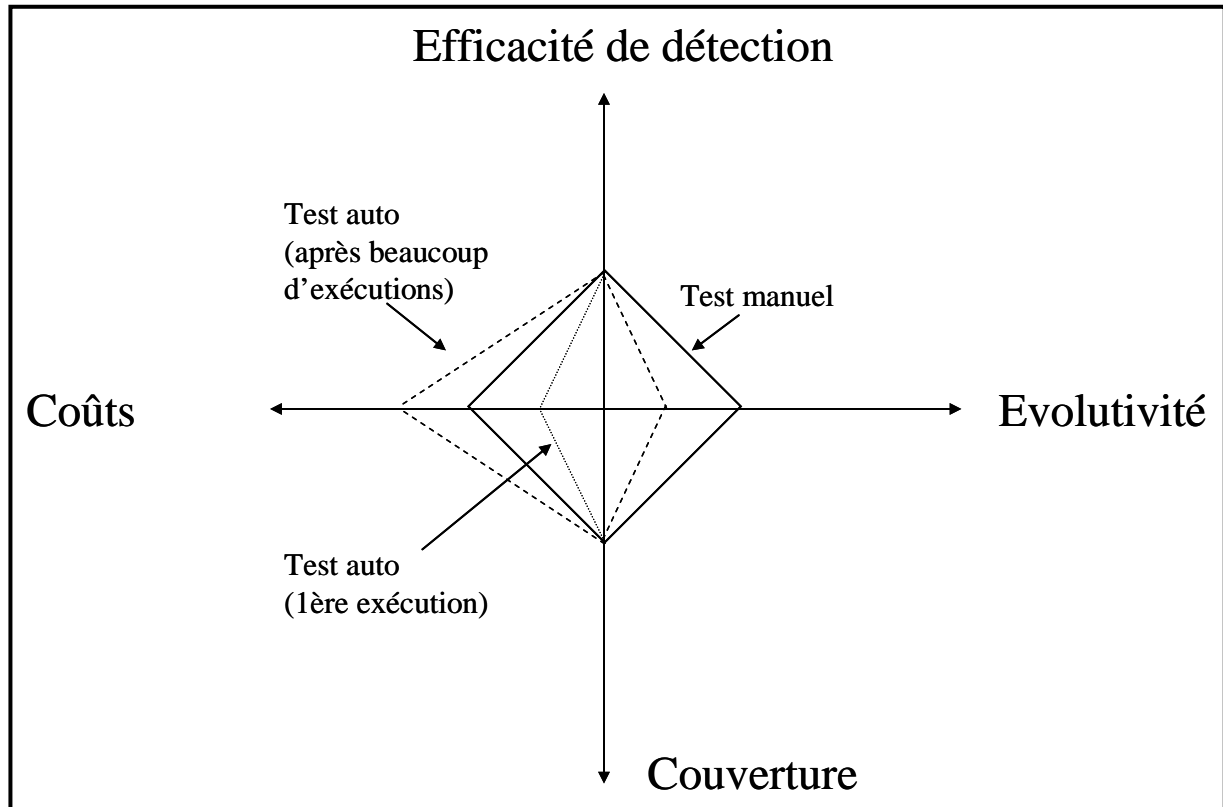 Efficacité de détection
Test auto
(après beaucoup
d'exécutions)
Test manuel
Coûts
Evolutivité
Test auto
(1ère exécution)
Couverture